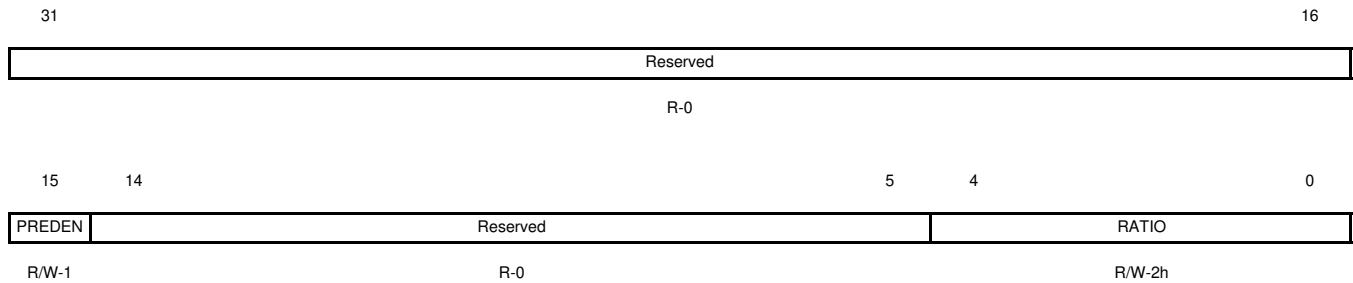 31 16
Reserved
R-0
15 14 5 4 0
PREDEN Reserved RATIO
R/W-1 R-0 R/W-2h